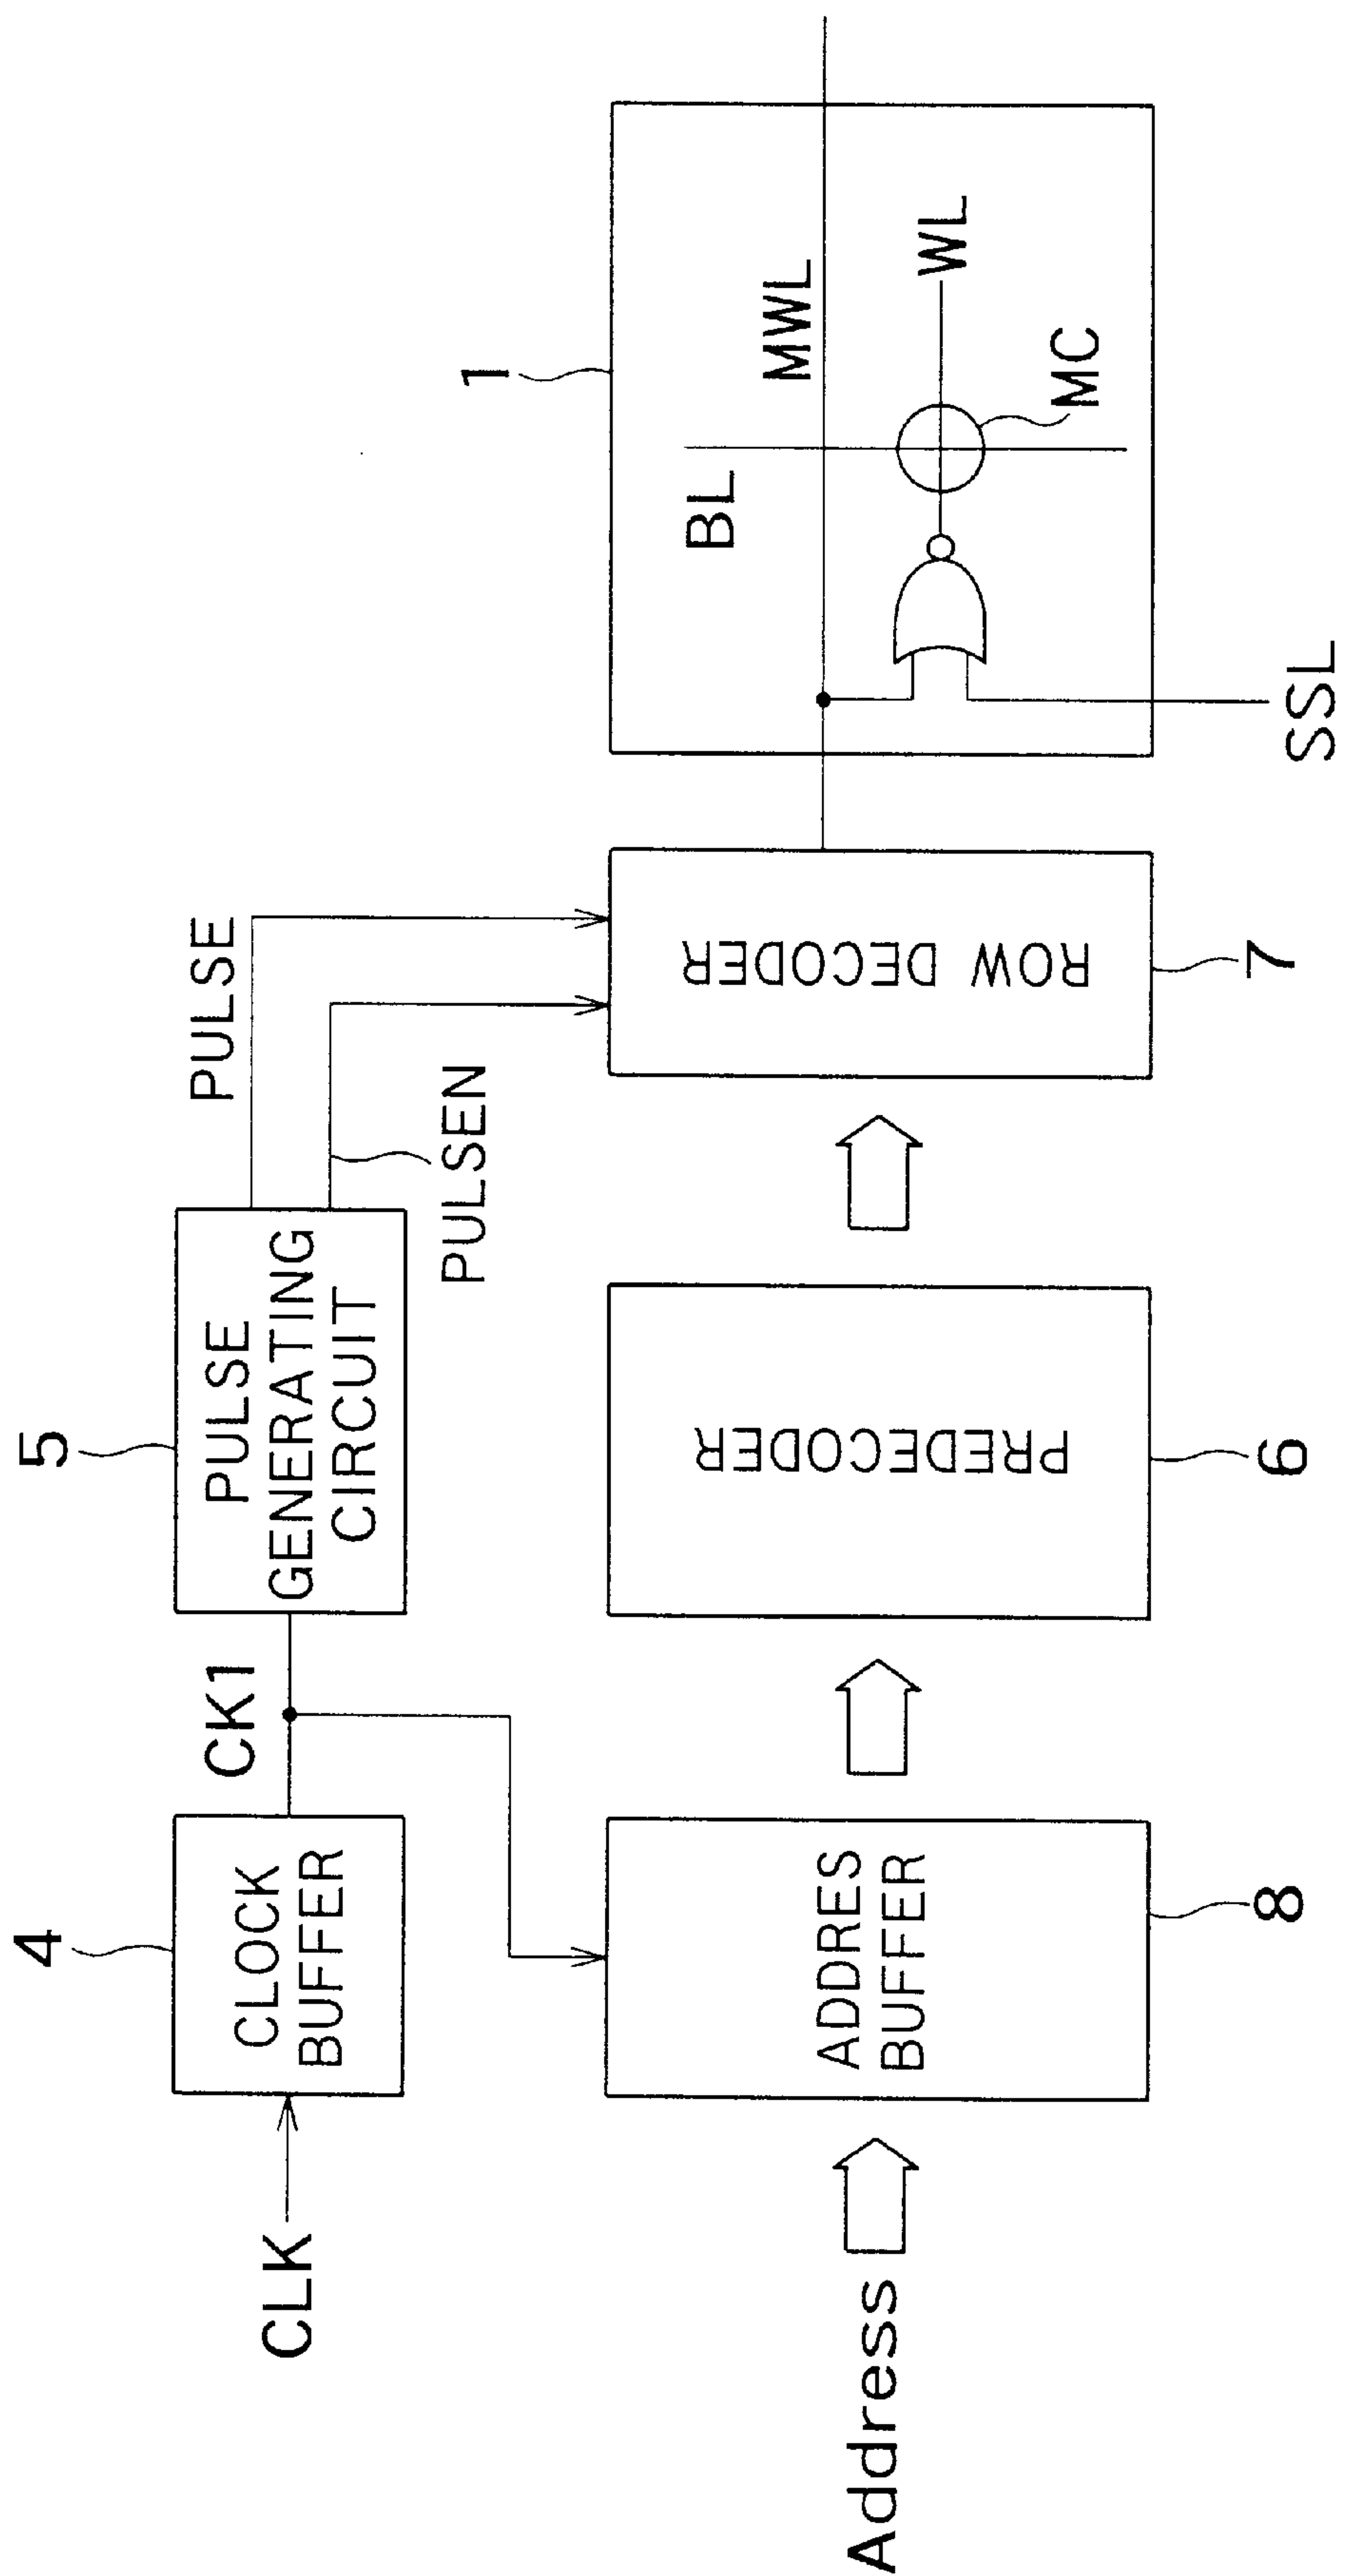 4
CLK
CLOCK
BUFFER
CK1
5
PULSE
GENERATING
CIRCUIT
PULSE
PULSEN
Address
ADDRES
BUFFER
8
PREDECODER
6
ROW DECODER
7
1
BL
MWL
WL
MC
SSL